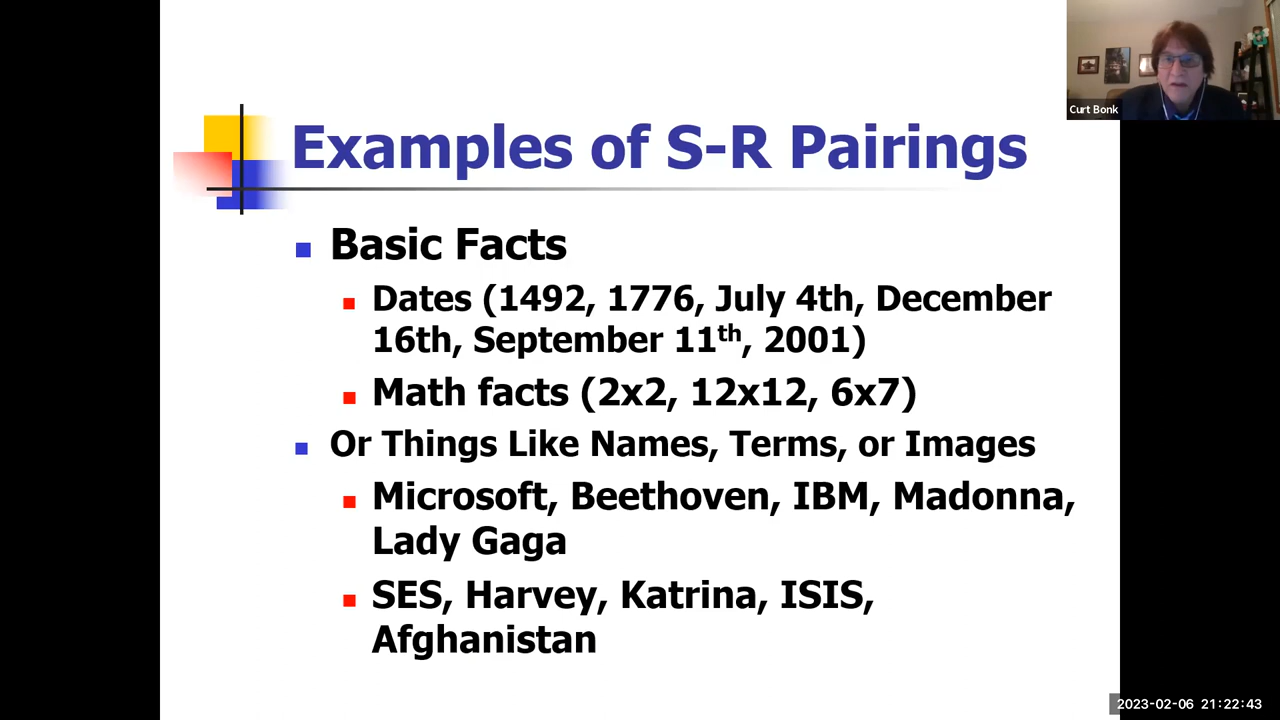 Curt Bonk
Examples of S-R Pairings
Basic Facts
Dates (1492, 1776, July 4th, December
16th, September 11th, 2001)
Math facts (2x2, 12x12, 6x7)
Or Things Like Names, Terms, or Images
Microsoft, Beethoven, IBM, Madonna,
Lady Gaga
SES, Harvey, Katrina, ISIS,
Afghanistan
2023-02-06 21:22:43